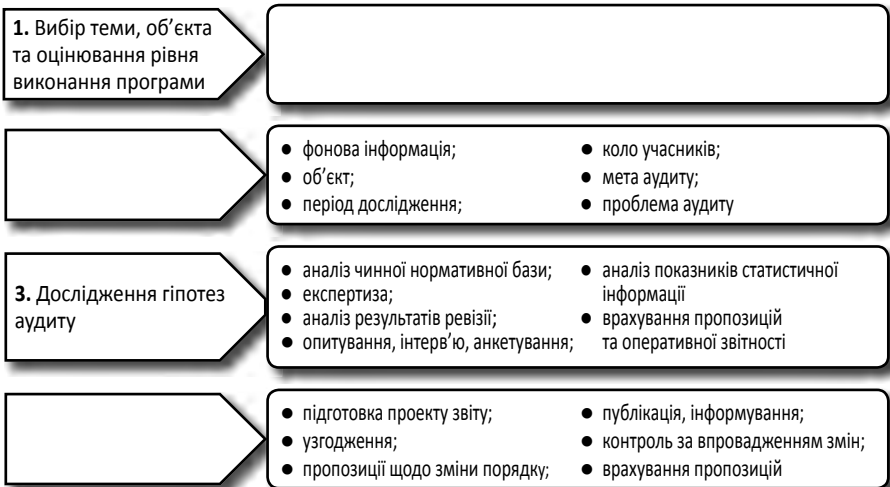 1. Вибір теми, об’єкта
та оцінювання рівня
виконання програми
● фонова інформація;
● об’єкт;
● період дослідження;
● коло учасників;
● мета аудиту;
● проблема аудиту
3. Дослідження гіпотез
аудиту
● аналіз чинної нормативної бази;
● експертиза;
● аналіз результатів ревізії;
● опитування, інтерв’ю, анкетування;
● аналіз показників статистичної
інформації
● врахування пропозицій
та оперативної звітності
● підготовка проекту звіту;
● узгодження;
● пропозиції щодо зміни порядку;
● публікація, інформування;
● контроль за впровадженням змін;
● врахування пропозицій